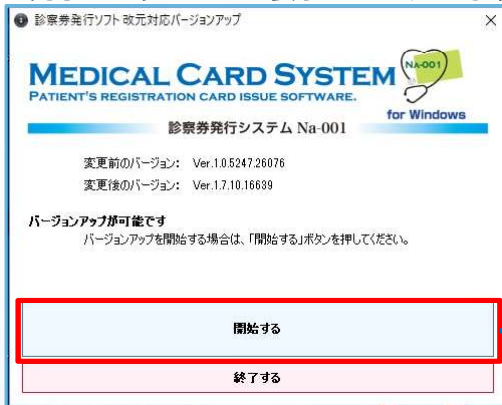 診察券発行ソフト 改元対応バージョンアップ
MEDICAL CARD SYSTEM
NA-001
PATIENT'S REGISTRATION CARD ISSUE SOFTWARE.
for Windows
診察券発行システム Na-001
変更前のバージョン: Ver.1.0.5247.26076
変更後のバージョン: Ver.1.7.10.16639
バージョンアップが可能です
バージョンアップを開始する場合は、「開始する」ボタンを押してください。
開始する
終了する